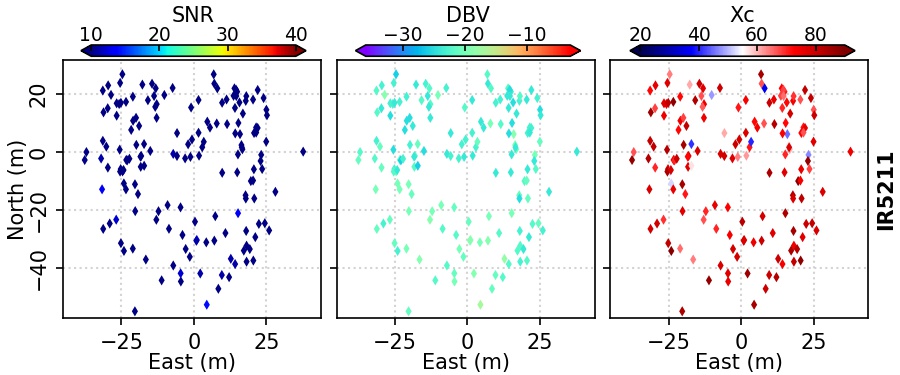 SNR DBV Xc
10 20 30 40 −30 −20 −10 20 40 60 80
North (m)
20
0
−20
−40
IR5211
−25 0 25 −25 0 25 −25 0 25
East (m) East (m) East (m)